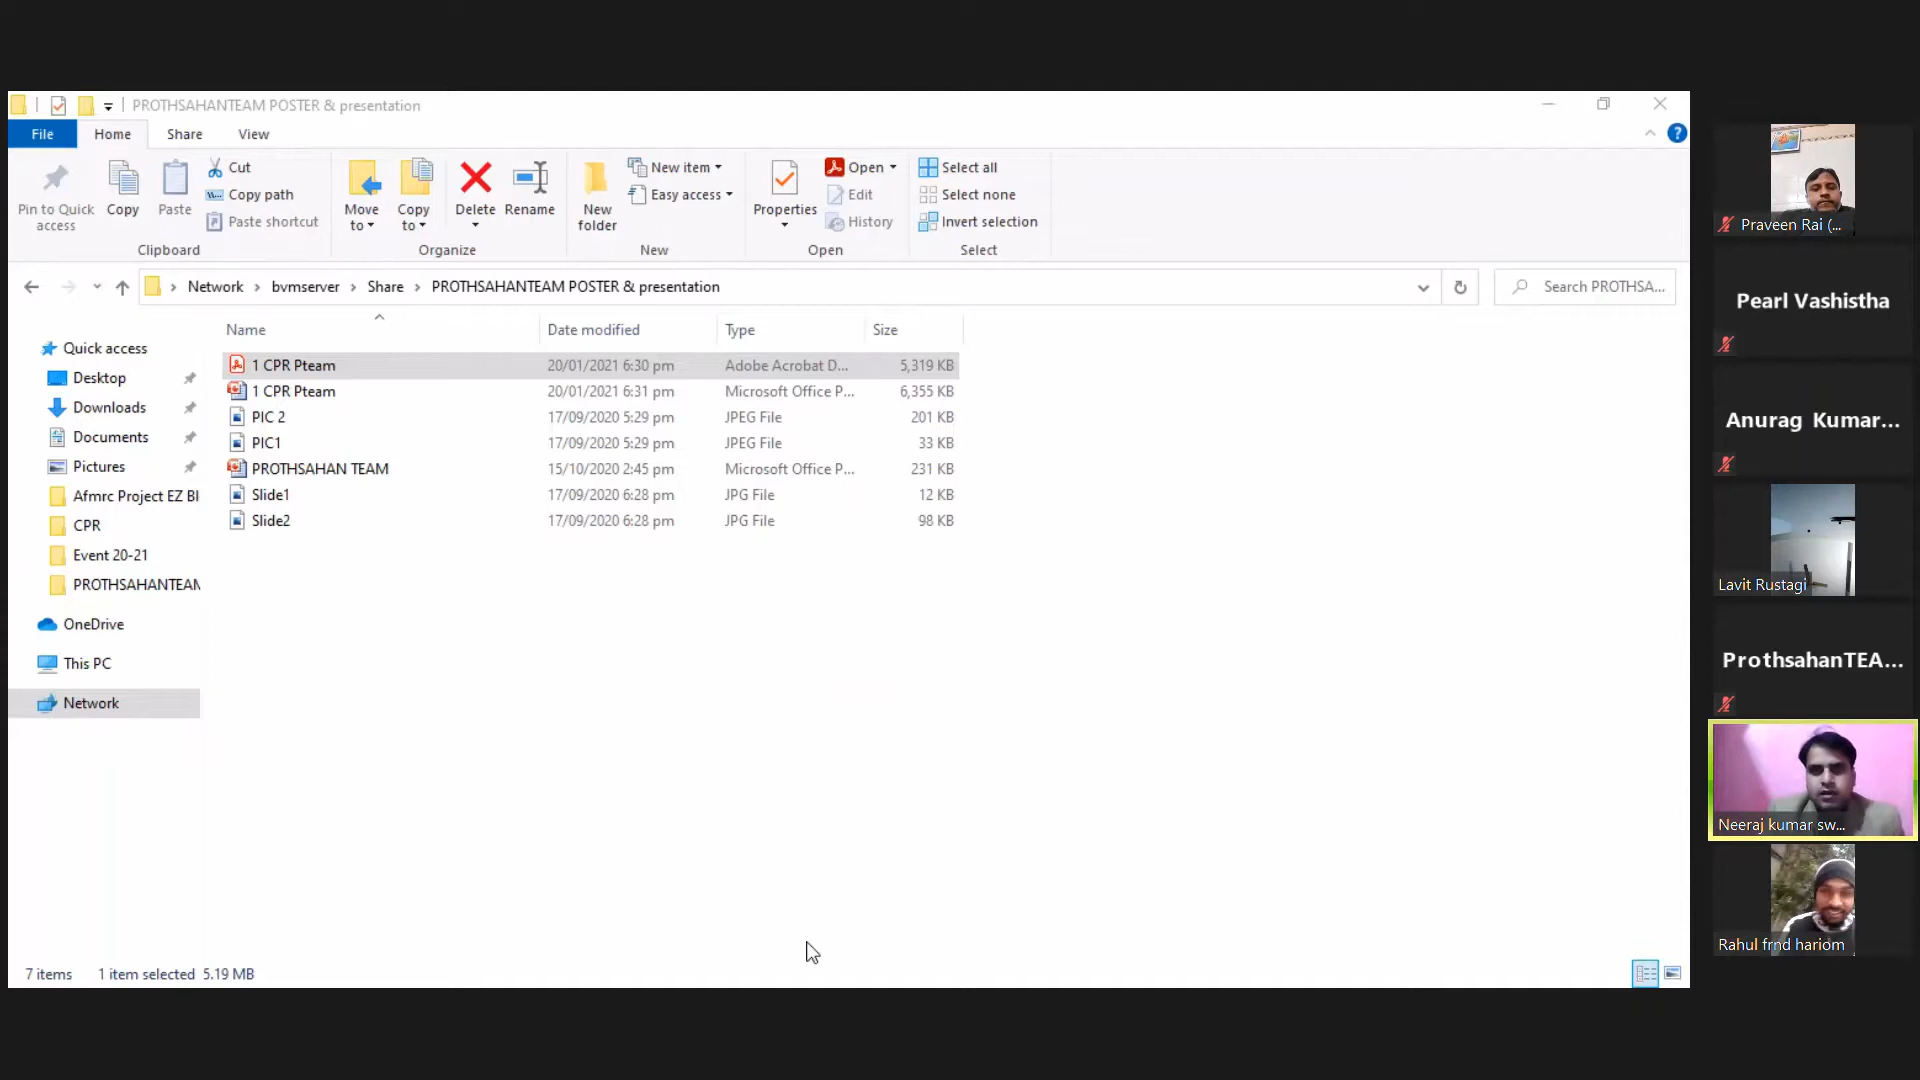 PROTHSAHANTEAM POSTER & presentation
File Home Share View
Pin to Quick access
Copy
Paste
Cut
Copy path
Paste shortcut
Clipboard
Move to
Copy to
Delete
Rename
Organize
New folder
New item
Easy access
New
Properties
Open
Edit
History
Open
Select all
Select none
Invert selection
Select
Network > bvmserver > Share > PROTHSAHANTEAM POSTER & presentation
Search PROTHSA...
Name Date modified Type Size
1 CPR Pteam 20/01/2021 6:30 pm Adobe Acrobat D... 5,319 KB
1 CPR Pteam 20/01/2021 6:31 pm Microsoft Office P... 6,355 KB
PIC 2 17/09/2020 5:29 pm JPEG File 201 KB
PIC1 17/09/2020 5:29 pm JPEG File 33 KB
PROTHSAHAN TEAM 15/10/2020 2:45 pm Microsoft Office P... 231 KB
Slide1 17/09/2020 6:28 pm JPG File 12 KB
Slide2 17/09/2020 6:28 pm JPG File 98 KB
Quick access
Desktop
Downloads
Documents
Pictures
Afmrc Project EZ Bl
CPR
Event 20-21
PROTHSAHANTEAM
OneDrive
This PC
Network
7 items 1 item selected 5.19 MB
Praveen Rai (...
Pearl Vashistha
Anurag Kumar...
Lavit Rustagi
ProthsahanTEA...
Neeraj kumar sw...
Rahul frnd hariom